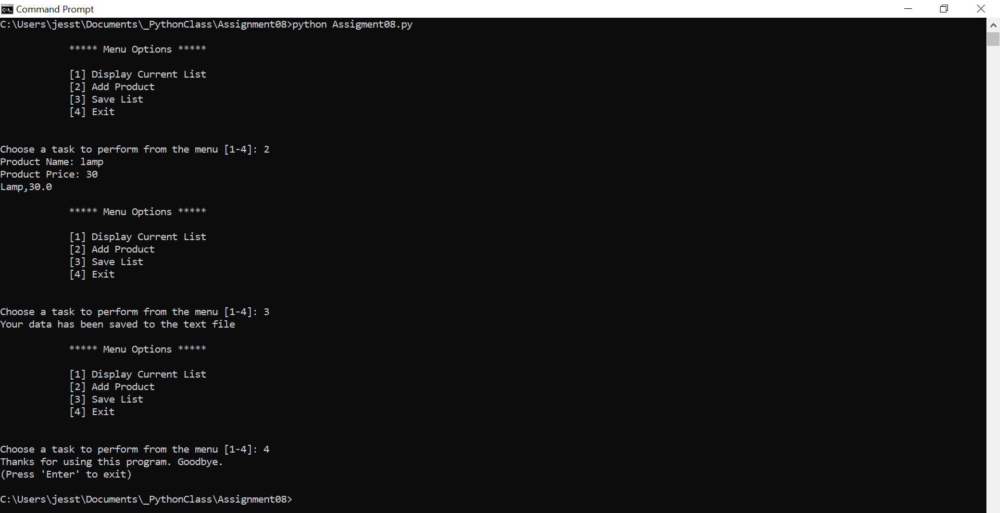 Command Prompt
C:\Users\jesst\Documents\_PythonClass\Assignment08>python Assigment08.py
***** Menu Options *****
[1] Display Current List
[2] Add Product
[3] Save List
[4] Exit
Choose a task to perform from the menu [1-4]: 2
Product Name: lamp
Product Price: 30
Lamp,30.0
***** Menu Options *****
[1] Display Current List
[2] Add Product
[3] Save List
[4] Exit
Choose a task to perform from the menu [1-4]: 3
Your data has been saved to the text file
***** Menu Options *****
[1] Display Current List
[2] Add Product
[3] Save List
[4] Exit
Choose a task to perform from the menu [1-4]: 4
Thanks for using this program. Goodbye.
(Press 'Enter' to exit)
C:\Users\jesst\Documents\_PythonClass\Assignment08>